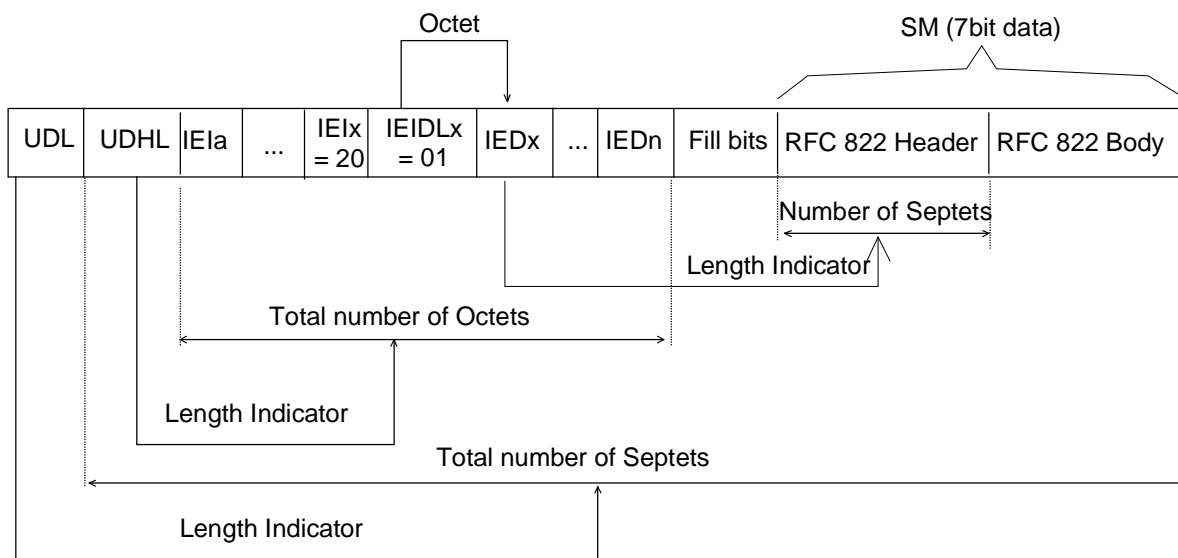 Octet
SM (7bit data)
UDL UDHL IEIa ... IEIx = 20 IEIDLx = 01 IEDx ... IEDn Fill bits RFC 822 Header RFC 822 Body
Number of Septets
Length Indicator
Total number of Octets
Length Indicator
Total number of Septets
Length Indicator